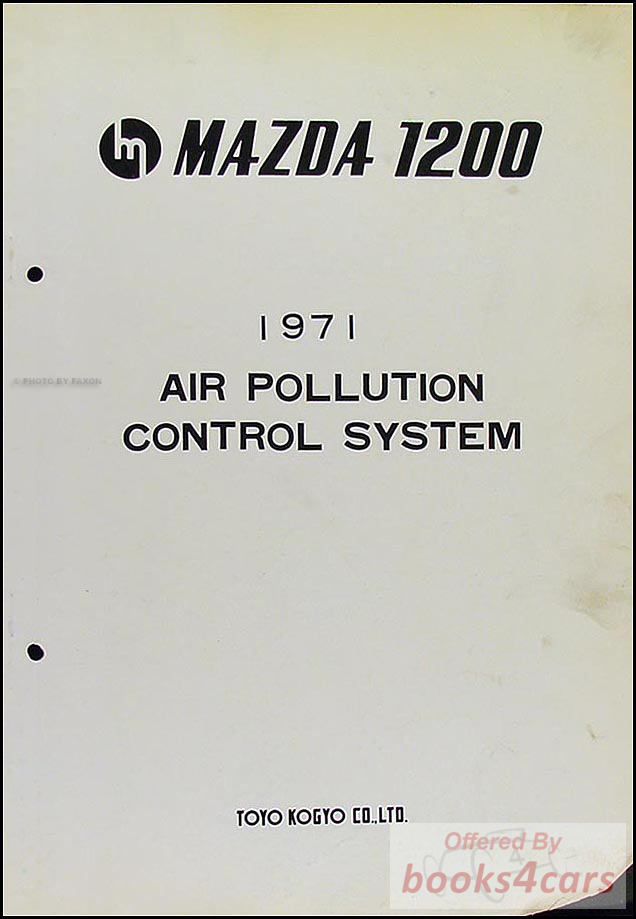 MAZDA 1200
1971
© PHOTO BY FAXON
AIR POLLUTION
CONTROL SYSTEM
TOYO KOGYO CO.,LTD.
Offered By
books4cars